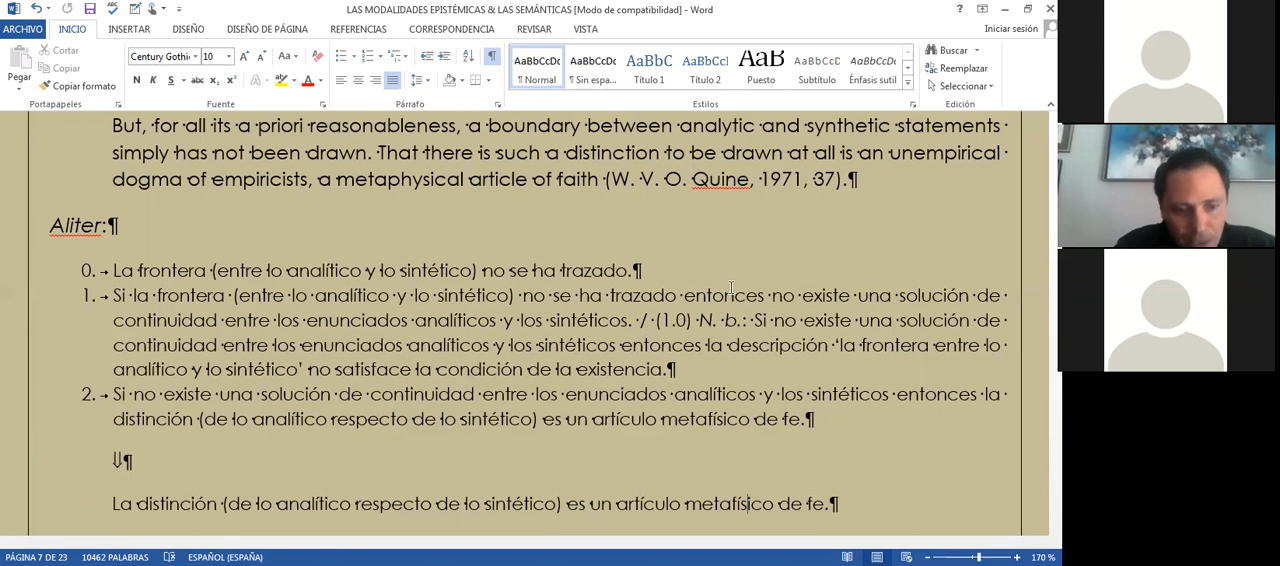 LAS MODALIDADES EPISTÉMICAS & LAS SEMÁNTICAS [Modo de compatibilidad] - Word
ARCHIVO INICIO INSERTAR DISEÑO DISEÑO DE PÁGINA REFERENCIAS CORRESPONDENCIA REVISAR VISTA Iniciar sesión
Pegar
Cortar
Copiar
Copiar formato
Portapapeles
Century Gothi 10
Fuente
Párrafo
AaBbCcDc AaBbCcDc AaBbC AaBbCcI AaB AaBbCcD AaBbCcDc
¶ Normal ¶ Sin espa... Título 1 Título 2 Puesto Subtítulo Énfasis sutil
Estilos
Buscar
Reemplazar
Seleccionar
Edición
But, for all its a priori reasonableness, a boundary between analytic and synthetic statements
simply has not been drawn. That there is such a distinction to be drawn at all is an unempirical
dogma of empiricists, a metaphysical article of faith (W. V. O. Quine, 1971, 37).¶
Aliter:¶
0. La frontera (entre lo analítico y lo sintético) no se ha trazado.¶
1. Si la frontera (entre lo analítico y lo sintético) no se ha trazado entonces no existe una solución de
continuidad entre los enunciados analíticos y los sintéticos. / (1.0) N. b.: Si no existe una solución de
continuidad entre los enunciados analíticos y los sintéticos entonces la descripción ‘la frontera entre lo
analítico y lo sintético’ no satisface la condición de la existencia.¶
2. Si no existe una solución de continuidad entre los enunciados analíticos y los sintéticos entonces la
distinción (de lo analítico respecto de lo sintético) es un artículo metafísico de fe.¶
⇓¶
La distinción (de lo analítico respecto de lo sintético) es un artículo metafísico de fe.¶
PÁGINA 7 DE 23 10462 PALABRAS ESPAÑOL (ESPAÑA) 170 %